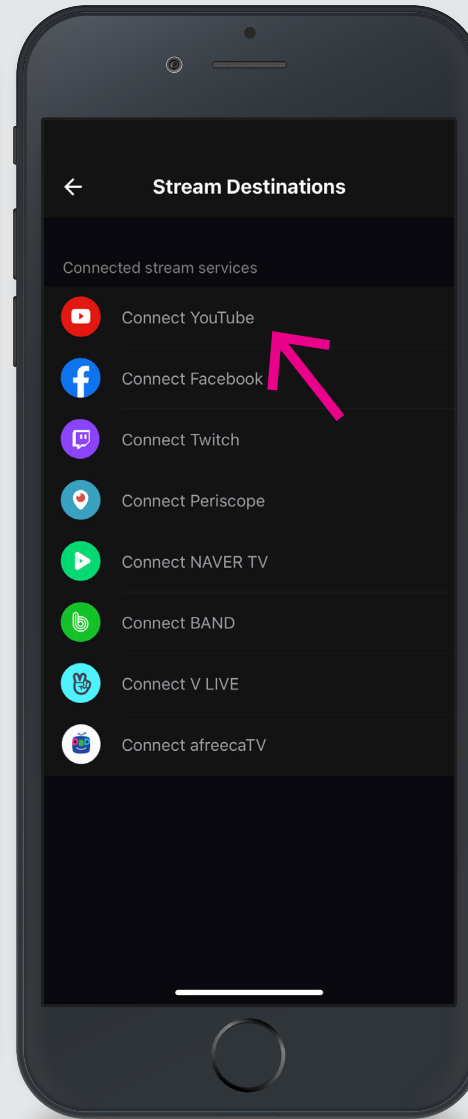 Stream Destinations
Connected stream services
Connect YouTube
Connect Facebook
Connect Twitch
Connect Periscope
Connect NAVER TV
Connect BAND
Connect V LIVE
Connect afreecaTV